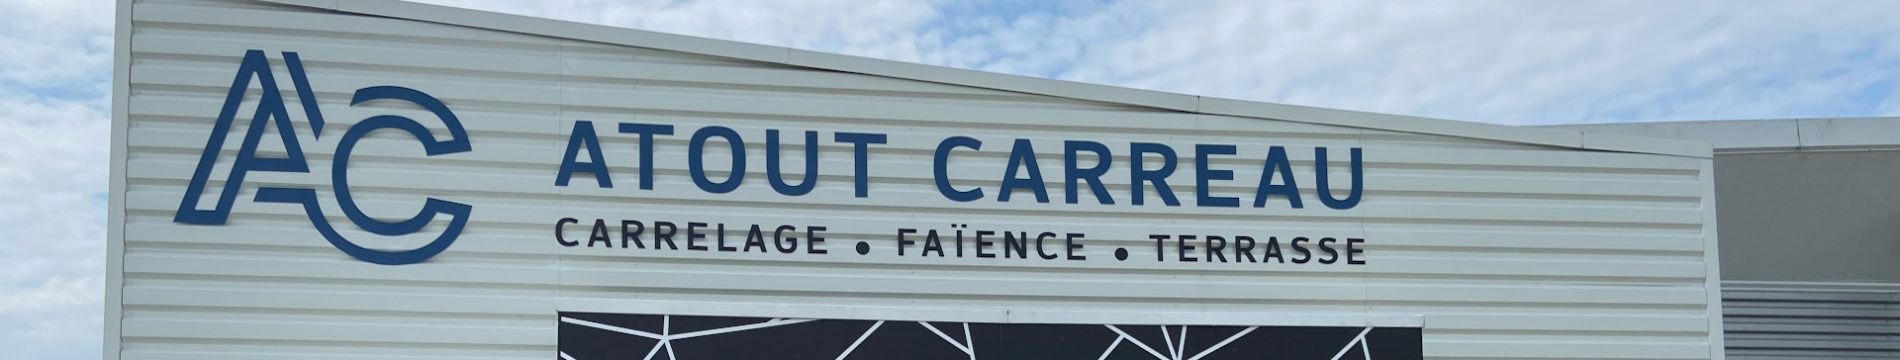 AC
ATOUT CARREAU
CARRELAGE • FAÏENCE • TERRASSE